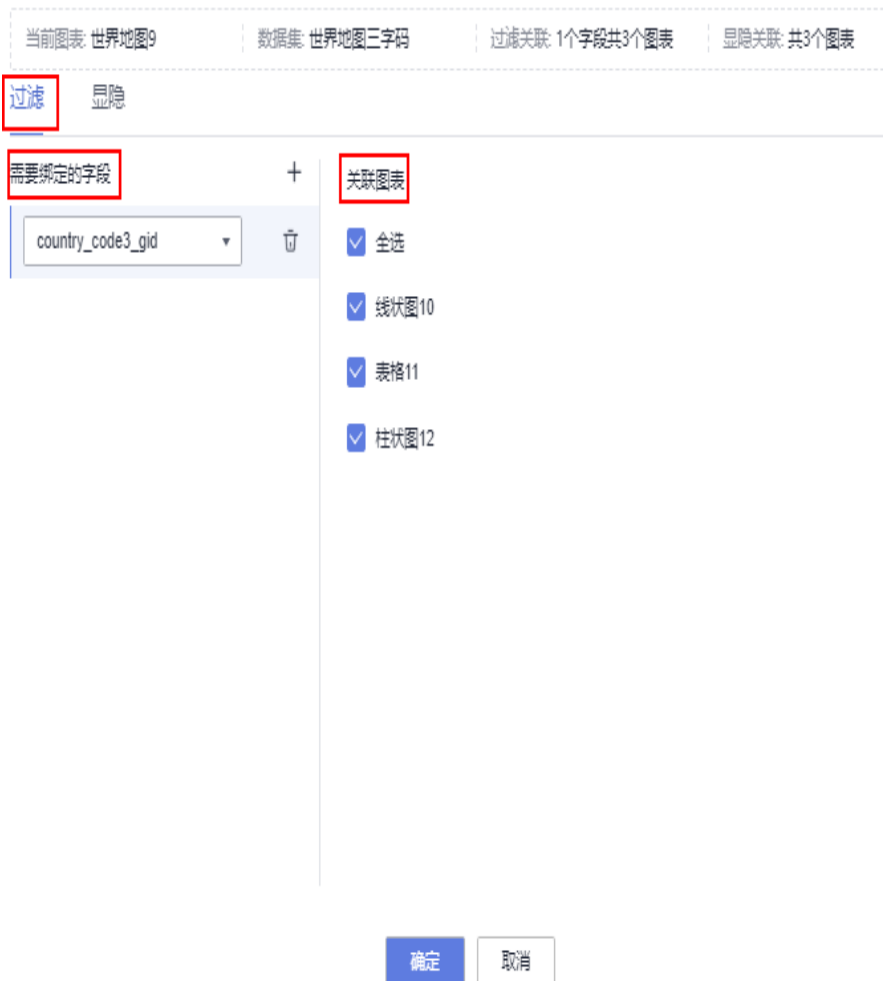 当前图表: 世界地图9 数据集: 世界地图三字码 过滤关联: 1个字段共3个图表 显隐关联: 共3个图表
过滤 显隐
需要绑定的字段 +
关联图表
country_code3_gid
全选
线状图10
表格11
柱状图12
确定 取消